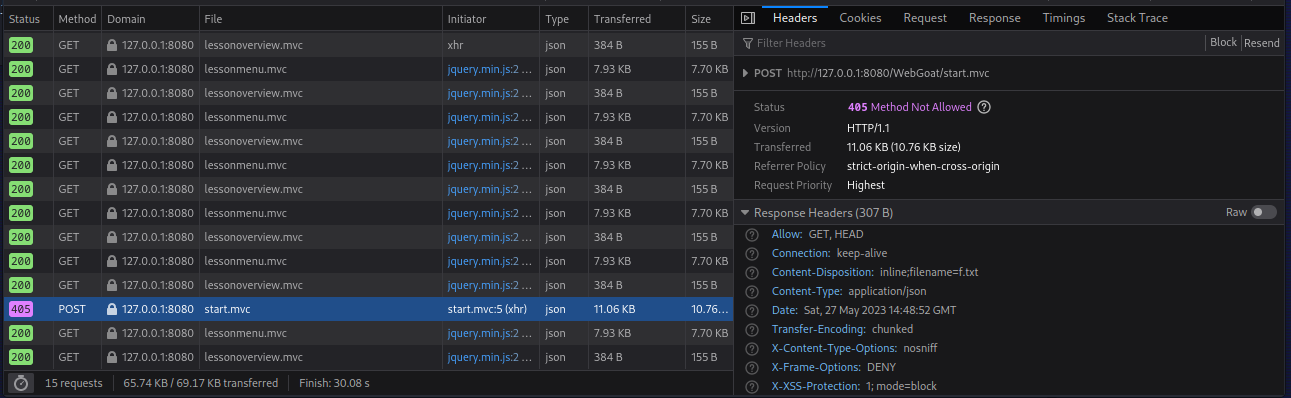 Status Method Domain File Initiator Type Transferred Size
200 GET 127.0.0.1:8080 lessonoverview.mvc xhr json 384 B 155 B
200 GET 127.0.0.1:8080 lessonmenu.mvc jquery.min.js:2 ... json 7.93 KB 7.70 KB
200 GET 127.0.0.1:8080 lessonoverview.mvc jquery.min.js:2 ... json 384 B 155 B
200 GET 127.0.0.1:8080 lessonmenu.mvc jquery.min.js:2 ... json 7.93 KB 7.70 KB
200 GET 127.0.0.1:8080 lessonoverview.mvc jquery.min.js:2 ... json 384 B 155 B
200 GET 127.0.0.1:8080 lessonmenu.mvc jquery.min.js:2 ... json 7.93 KB 7.70 KB
200 GET 127.0.0.1:8080 lessonoverview.mvc jquery.min.js:2 ... json 384 B 155 B
200 GET 127.0.0.1:8080 lessonmenu.mvc jquery.min.js:2 ... json 7.93 KB 7.70 KB
200 GET 127.0.0.1:8080 lessonoverview.mvc jquery.min.js:2 ... json 384 B 155 B
200 GET 127.0.0.1:8080 lessonmenu.mvc jquery.min.js:2 ... json 7.93 KB 7.70 KB
200 GET 127.0.0.1:8080 lessonoverview.mvc jquery.min.js:2 ... json 384 B 155 B
405 POST 127.0.0.1:8080 start.mvc start.mvc:5 (xhr) json 11.06 KB 10.76...
200 GET 127.0.0.1:8080 lessonmenu.mvc jquery.min.js:2 ... json 7.93 KB 7.70 KB
200 GET 127.0.0.1:8080 lessonoverview.mvc jquery.min.js:2 ... json 384 B 155 B
15 requests 65.74 KB / 69.17 KB transferred Finish: 30.08 s
Headers Cookies Request Response Timings Stack Trace
Filter Headers Block Resend
POST http://127.0.0.1:8080/WebGoat/start.mvc
Status 405 Method Not Allowed
Version HTTP/1.1
Transferred 11.06 KB (10.76 KB size)
Referrer Policy strict-origin-when-cross-origin
Request Priority Highest
Response Headers (307 B) Raw
Allow: GET, HEAD
Connection: keep-alive
Content-Disposition: inline;filename=f.txt
Content-Type: application/json
Date: Sat, 27 May 2023 14:48:52 GMT
Transfer-Encoding: chunked
X-Content-Type-Options: nosniff
X-Frame-Options: DENY
X-XSS-Protection: 1; mode=block